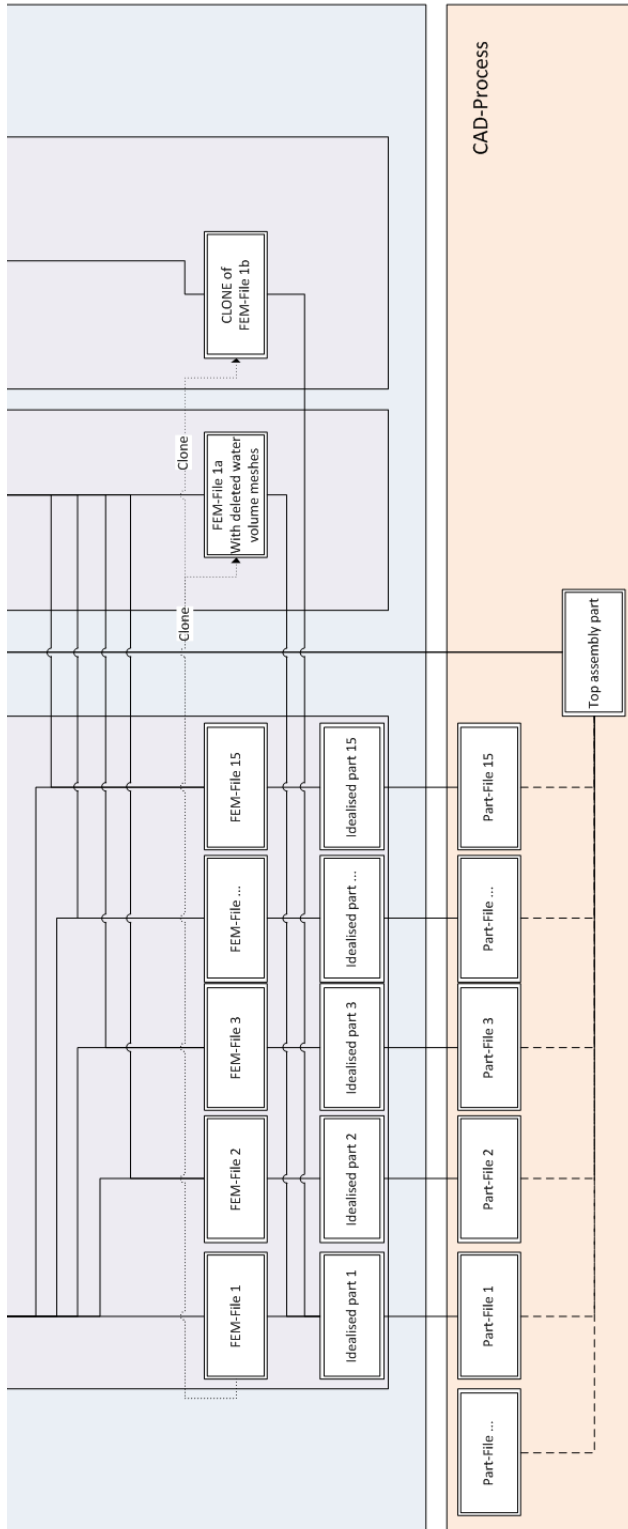 CAD-Process
CLONE of
FEM-File 1b
Clone
FEM-File 1a
With deleted water
volume meshes
Clone
Top assembly part
FEM-File 15
Idealised part 15
Part-File 15
FEM-File ...
Idealised part ...
Part-File ...
FEM-File 3
Idealised part 3
Part-File 3
FEM-File 2
Idealised part 2
Part-File 2
FEM-File 1
Idealised part 1
Part-File 1
Part-File ...